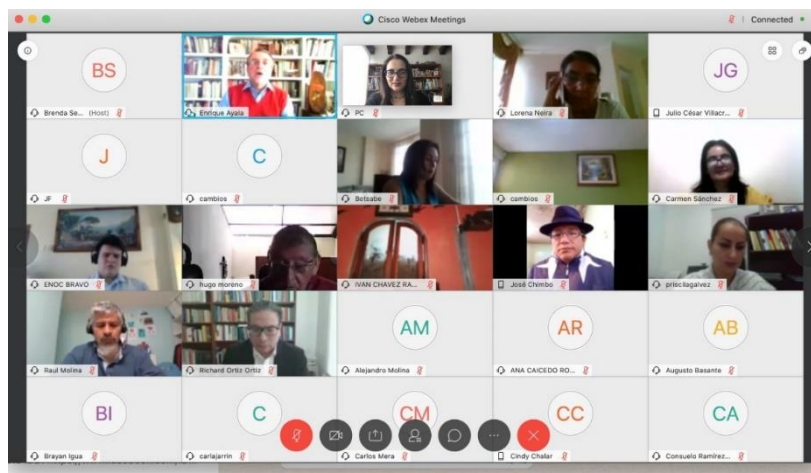 Cisco Webex Meetings
Connected
BS
JG
Brenda Se... (Host)
Enrique Ayala
PC
Lorena Neira
Julio César Villacr...
J
C
JF
cambios
Betsabe
cambios
Carmen Sánchez
ENOC BRAVO
hugo moreno
IVAN CHAVEZ RA...
José Chimbo
priscilagalvez
AM
AR
AB
Raul Molina
Richard Ortiz Ortiz
Alejandro Molina
ANA CAICEDO RO...
Augusto Basante
BI
C
CM
CC
CA
Brayan Igua
carlajarrin
Carlos Mera
Cindy Chalar
Consuelo Ramírez...